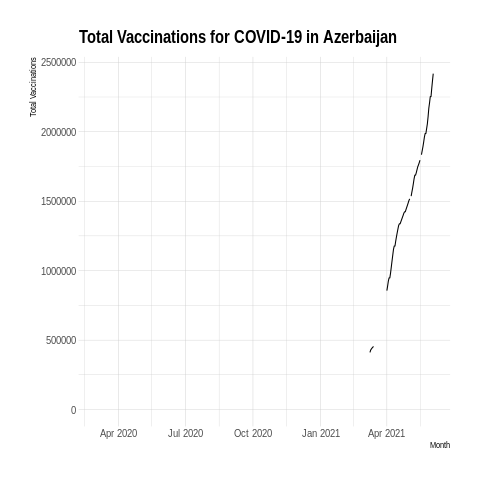 Total Vaccinations for COVID-19 in Azerbaijan
Total Vaccinations
2500000
2000000
1500000
1000000
500000
0
Apr 2020 Jul 2020 Oct 2020 Jan 2021 Apr 2021
Month